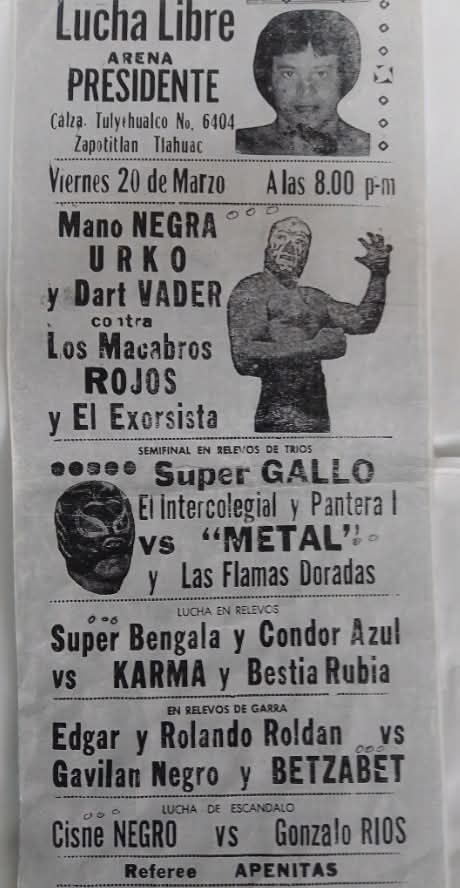 Lucha Libre
ARENA
PRESIDENTE
Calza. Tulyehualco No. 6404
Zapotitlan Tlahuac
Viernes 20 de Marzo A las 8.00 p-m
Mano NEGRA
URKO
y Dart VADER
contra
Los Macabros
ROJOS
y El Exorsista
SEMIFINAL EN RELEVOS DE TRIOS
Super GALLO
El Intercolegial y Pantera I
vs "METAL"
y Las Flamas Doradas
LUCHA EN RELEVOS
Super Bengala y Condor Azul
vs KARMA y Bestia Rubia
EN RELEVOS DE GARRA
Edgar y Rolando Roldan vs
Gavilan Negro y BETZABET
LUCHA DE ESCANDALO
Cisne NEGRO vs Gonzalo RIOS
Referee APENITAS